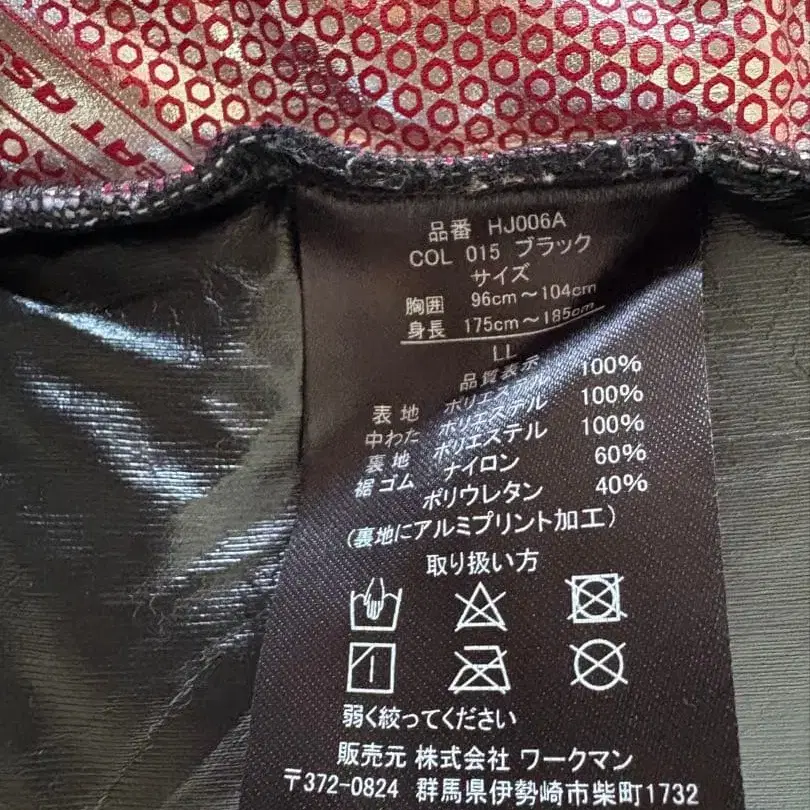 EAT ASS
品番 HJ006A
COL 015 ブラック
サイズ
胸囲 96cm～104cm
身長 175cm～185cm
LL
品質表示
表地 ポリエステル 100%
中わた ポリエステル 100%
裏地 ポリエステル 100%
裾ゴム ナイロン 60%
ポリウレタン 40%
(裏地にアルミプリント加工)
取り扱い方
弱く絞ってください
販売元 株式会社 ワークマン
〒372-0824 群馬県伊勢崎市柴町1732